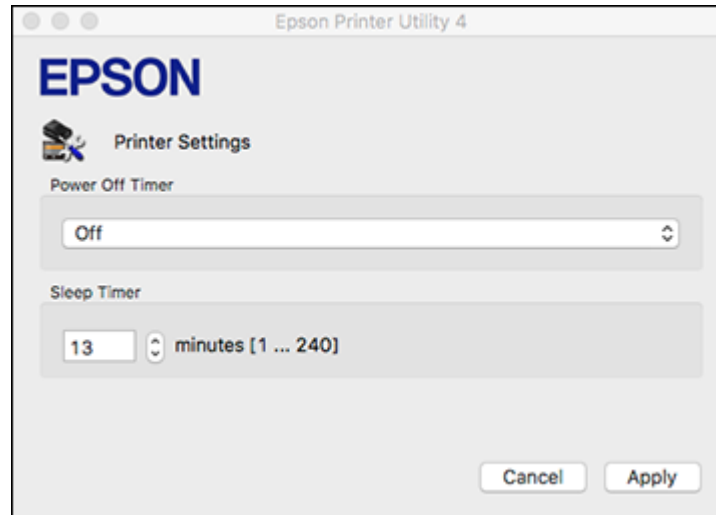 Epson Printer Utility 4
EPSON
Printer Settings
Power Off Timer
Off
Sleep Timer
13 minutes [1 ... 240]
Cancel Apply